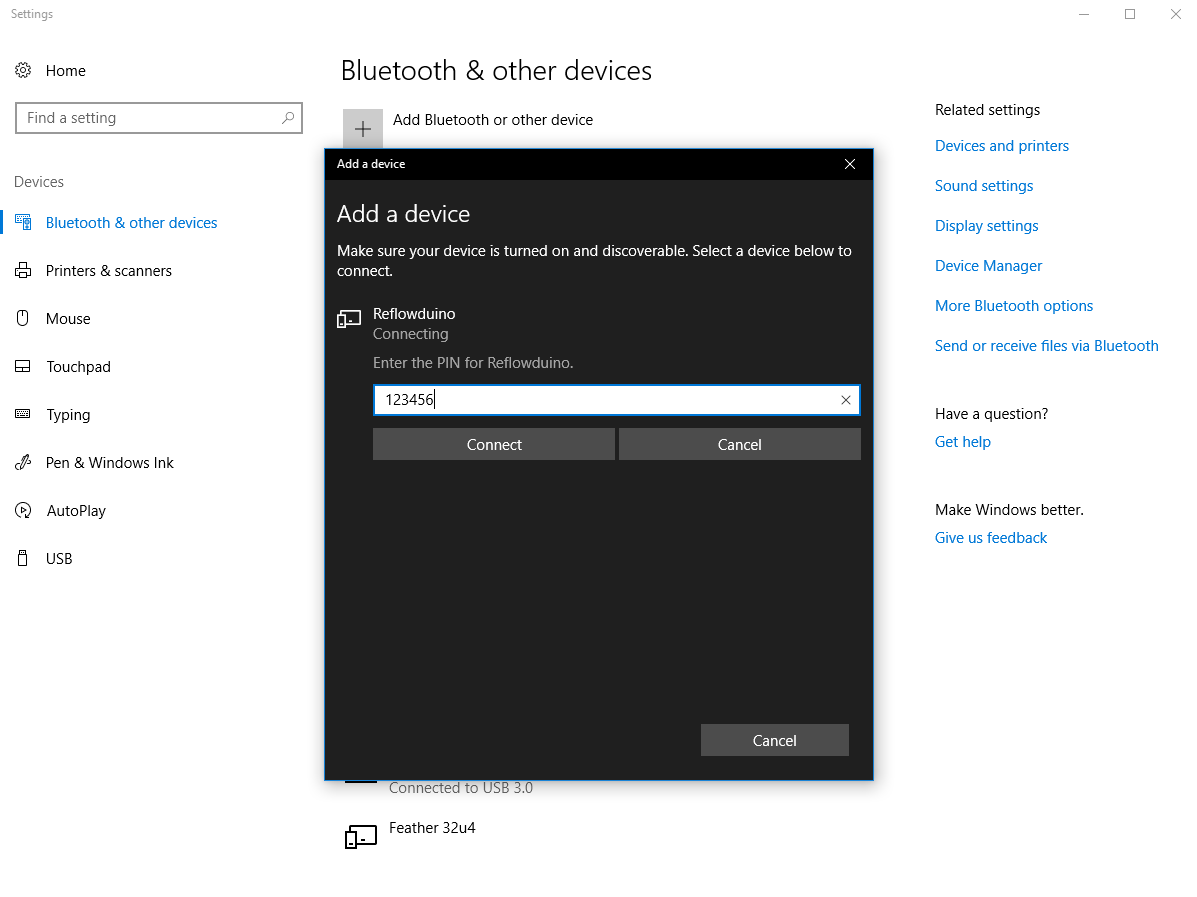 Settings
Home
Find a setting
Devices
Bluetooth & other devices
Printers & scanners
Mouse
Touchpad
Typing
Pen & Windows Ink
AutoPlay
USB
Bluetooth & other devices
Add Bluetooth or other device
Add a device
Add a device
Make sure your device is turned on and discoverable. Select a device below to
connect.
Reflowduino
Connecting
Enter the PIN for Reflowduino.
123456
Connect
Cancel
Cancel
Connected to USB 3.0
Feather 32u4
Related settings
Devices and printers
Sound settings
Display settings
Device Manager
More Bluetooth options
Send or receive files via Bluetooth
Have a question?
Get help
Make Windows better.
Give us feedback